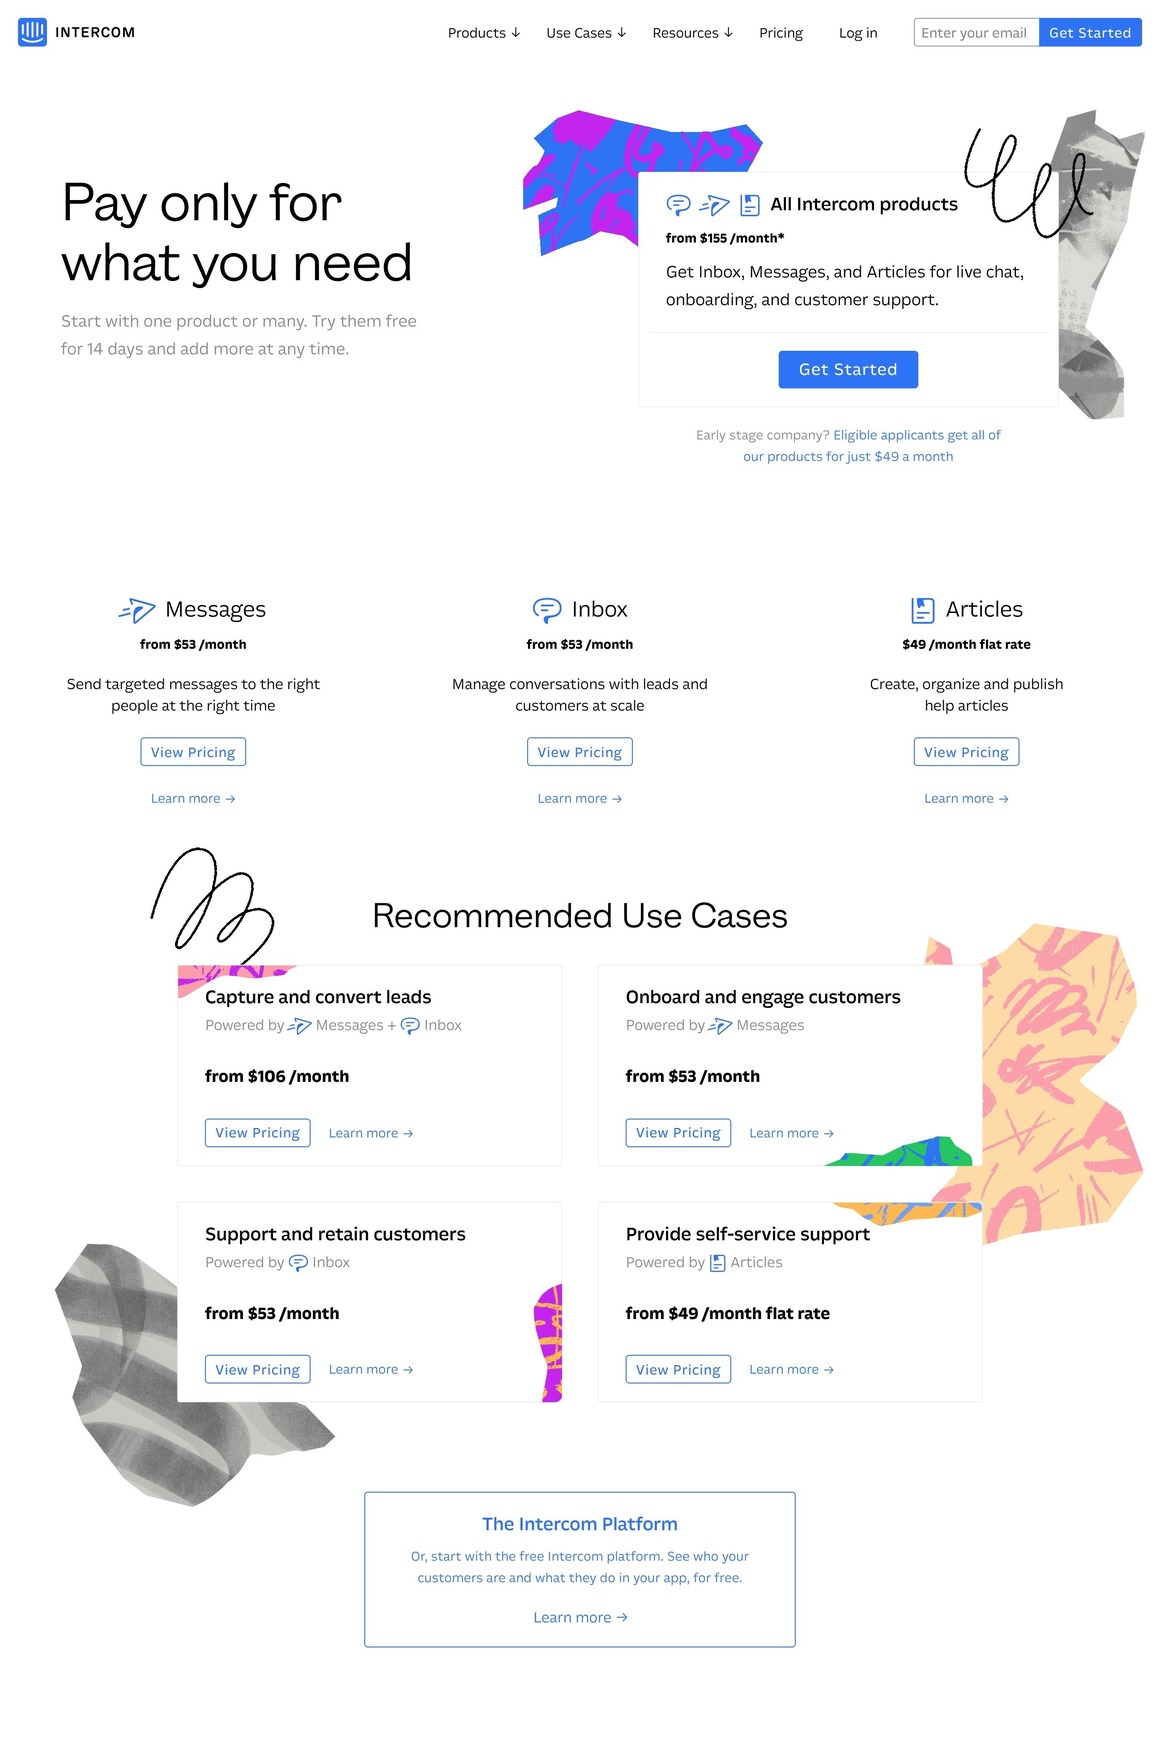 INTERCOM
Products ↓
Use Cases ↓
Resources ↓
Pricing
Log in
Enter your email
Get Started
Pay only for
what you need
Start with one product or many. Try them free
for 14 days and add more at any time.
All Intercom products
from $155 /month*
Get Inbox, Messages, and Articles for live chat,
onboarding, and customer support.
Get Started
Early stage company? Eligible applicants get all of
our products for just $49 a month
Messages
from $53 /month
Send targeted messages to the right
people at the right time
View Pricing
Learn more →
Inbox
from $53 /month
Manage conversations with leads and
customers at scale
View Pricing
Learn more →
Articles
$49 /month flat rate
Create, organize and publish
help articles
View Pricing
Learn more →
Recommended Use Cases
Capture and convert leads
Powered by Messages + Inbox
from $106 /month
View Pricing
Learn more →
Onboard and engage customers
Powered by Messages
from $53 /month
View Pricing
Learn more →
Support and retain customers
Powered by Inbox
from $53 /month
View Pricing
Learn more →
Provide self-service support
Powered by Articles
from $49 /month flat rate
View Pricing
Learn more →
The Intercom Platform
Or, start with the free Intercom platform. See who your
customers are and what they do in your app, for free.
Learn more →